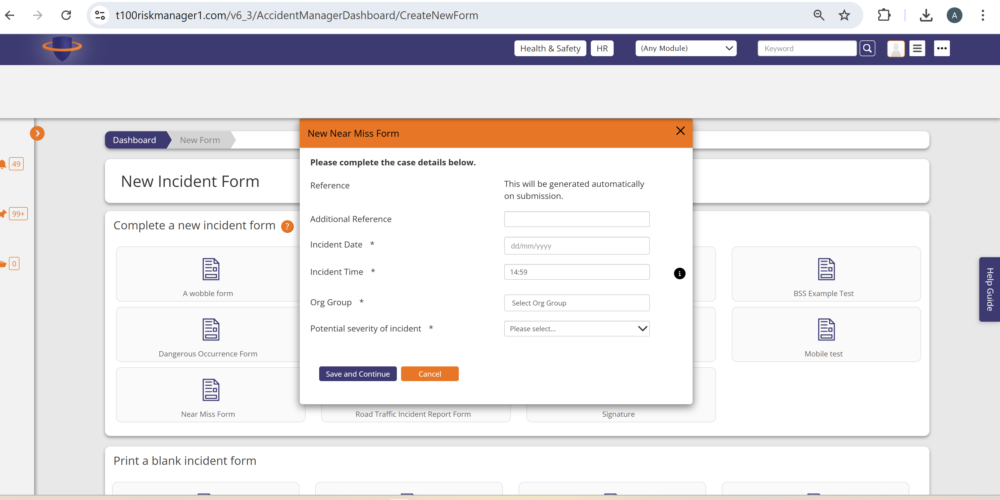 t100riskmanager1.com/v6_3/AccidentManagerDashboard/CreateNewForm
A
Health & Safety
HR
(Any Module)
Keyword
Dashboard
New Form
49
99+
0
New Incident Form
Complete a new incident form ?
A wobble form
BSS Example Test
Dangerous Occurrence Form
Mobile test
Near Miss Form
Road Traffic Incident Report Form
Signature
New Near Miss Form
Please complete the case details below.
Reference
This will be generated automatically
on submission.
Additional Reference
Incident Date *
dd/mm/yyyy
Incident Time *
14:59
i
Org Group *
Select Org Group
Potential severity of incident *
Please select...
Save and Continue
Cancel
Help Guide
Print a blank incident form